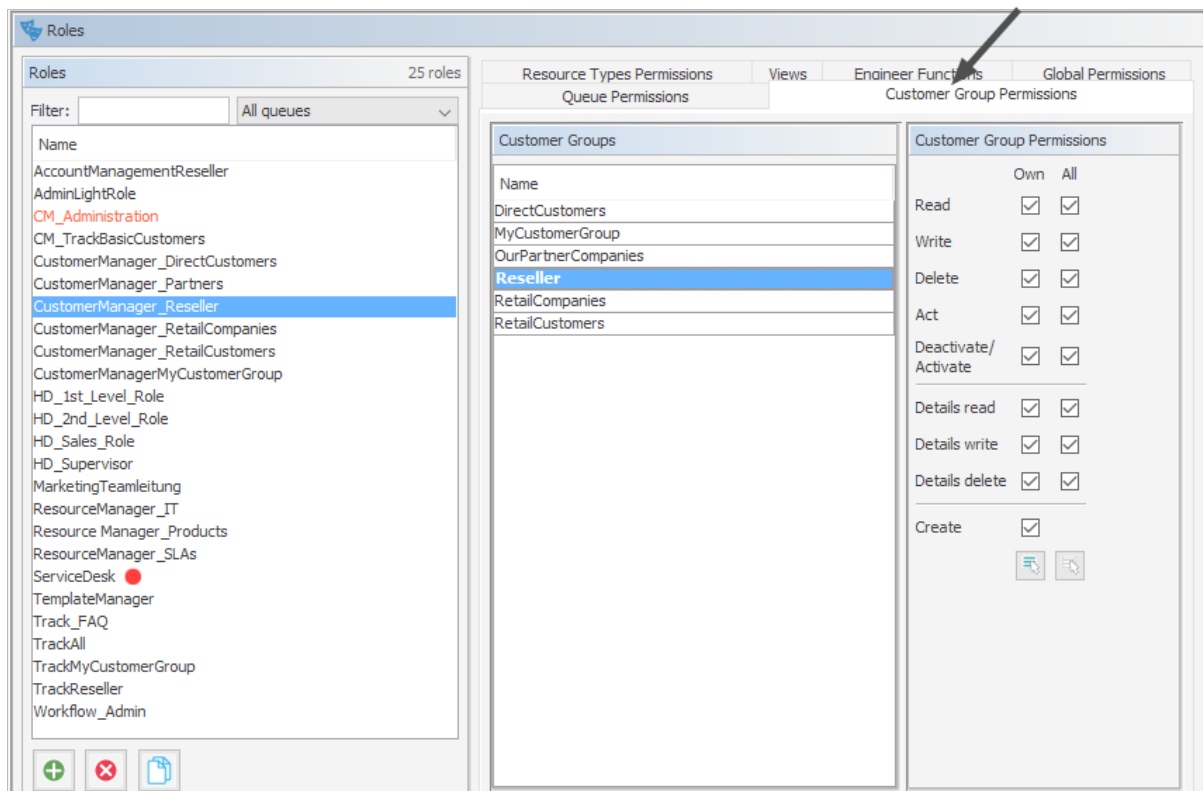 Roles
Roles 25 roles
Filter: All queues
Name
AccountManagementReseller
AdminLightRole
CM_Administration
CM_TrackBasicCustomers
CustomerManager_DirectCustomers
CustomerManager_Partners
CustomerManager_Reseller
CustomerManager_RetailCompanies
CustomerManager_RetailCustomers
CustomerManagerMyCustomerGroup
HD_1st_Level_Role
HD_2nd_Level_Role
HD_Sales_Role
HD_Supervisor
MarketingTeamleitung
ResourceManager_IT
Resource Manager_Products
ResourceManager_SLAs
ServiceDesk
TemplateManager
Track_FAQ
TrackAll
TrackMyCustomerGroup
TrackReseller
Workflow_Admin
Resource Types Permissions Views Engineer Functions Global Permissions
Queue Permissions Customer Group Permissions
Customer Groups
Name
DirectCustomers
MyCustomerGroup
OurPartnerCompanies
Reseller
RetailCompanies
RetailCustomers
Customer Group Permissions
Own All
Read
Write
Delete
Act
Deactivate/
Activate
Details read
Details write
Details delete
Create